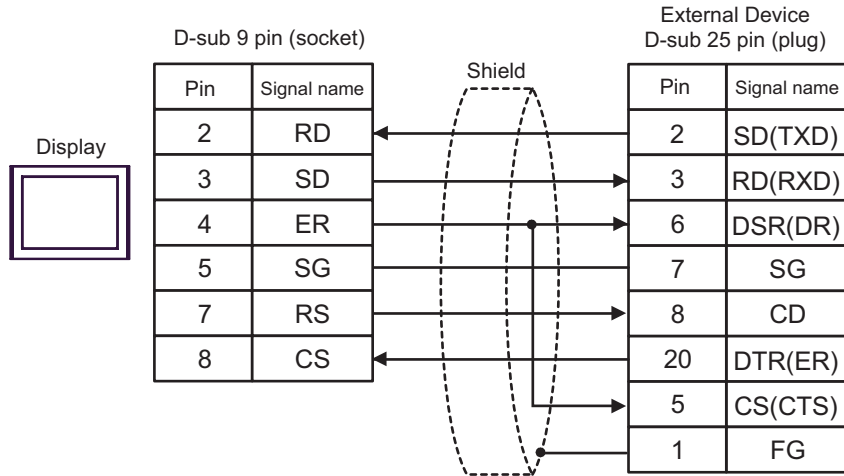 External Device
D-sub 9 pin (socket)
D-sub 25 pin (plug)
Shield
Display
Pin Signal name
2 RD
3 SD
4 ER
5 SG
7 RS
8 CS
Pin Signal name
2 SD(TXD)
3 RD(RXD)
6 DSR(DR)
7 SG
8 CD
20 DTR(ER)
5 CS(CTS)
1 FG